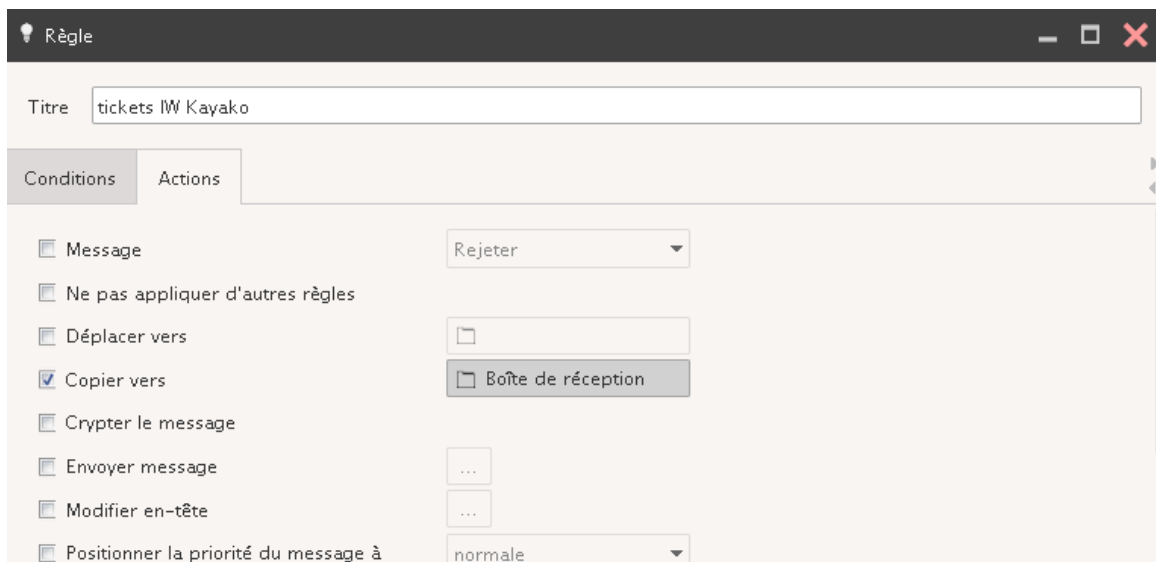 Règle
Titre tickets IW Kayako
Conditions Actions
Message Rejeter
Ne pas appliquer d'autres règles
Déplacer vers
Copier vers Boîte de réception
Crypter le message
Envoyer message ...
Modifier en-tête ...
Positionner la priorité du message à normale